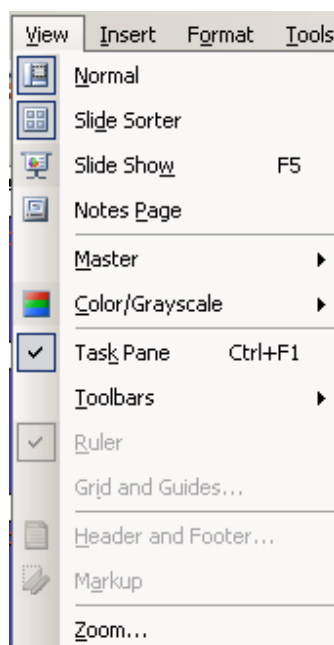 View Insert Format Tools
Normal
Slide Sorter
Slide Show F5
Notes Page
Master
Color/Grayscale
Task Pane Ctrl+F1
Toolbars
Ruler
Grid and Guides...
Header and Footer...
Markup
Zoom...